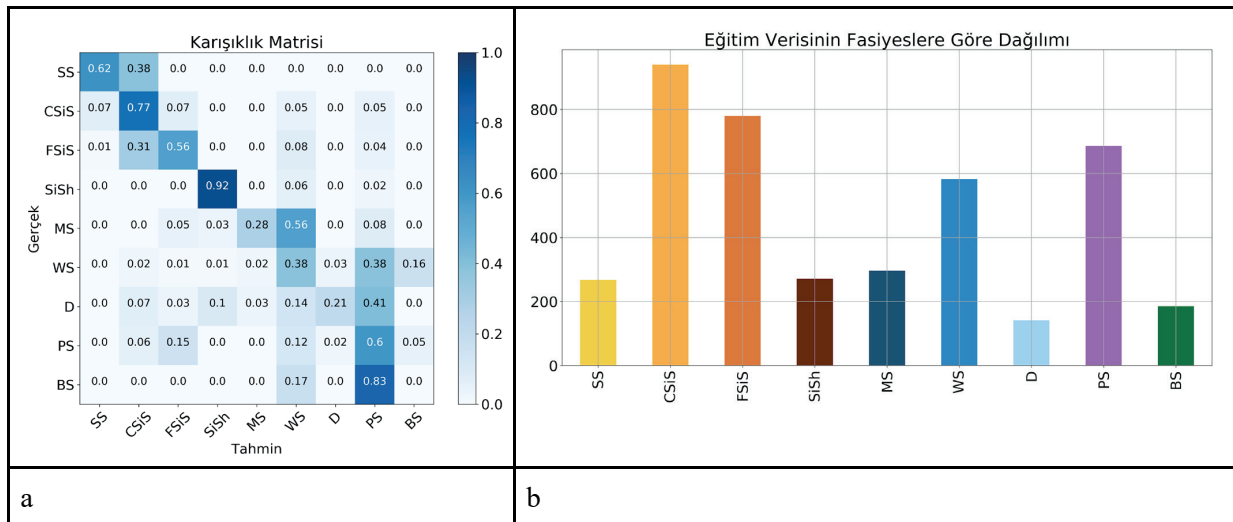 Karışıklık Matrisi
Gerçek
SS 0.62 0.38 0.0 0.0 0.0 0.0 0.0 0.0 0.0
CSiS 0.07 0.77 0.07 0.0 0.0 0.05 0.0 0.05 0.0
FSiS 0.01 0.31 0.56 0.0 0.0 0.08 0.0 0.04 0.0
SiSh 0.0 0.0 0.0 0.92 0.0 0.06 0.0 0.02 0.0
MS 0.0 0.0 0.05 0.03 0.28 0.56 0.0 0.08 0.0
WS 0.0 0.02 0.01 0.01 0.02 0.38 0.03 0.38 0.16
D 0.0 0.07 0.03 0.1 0.03 0.14 0.21 0.41 0.0
PS 0.0 0.06 0.15 0.0 0.0 0.12 0.02 0.6 0.05
BS 0.0 0.0 0.0 0.0 0.0 0.17 0.0 0.83 0.0
SS CSiS FSiS SiSh MS WS D PS BS
Tahmin
1.0
0.8
0.6
0.4
0.2
0.0
a
Eğitim Verisinin Fasiyeslere Göre Dağılımı
800
600
400
200
0
SS CSiS FSiS SiSh MS WS D PS BS
b